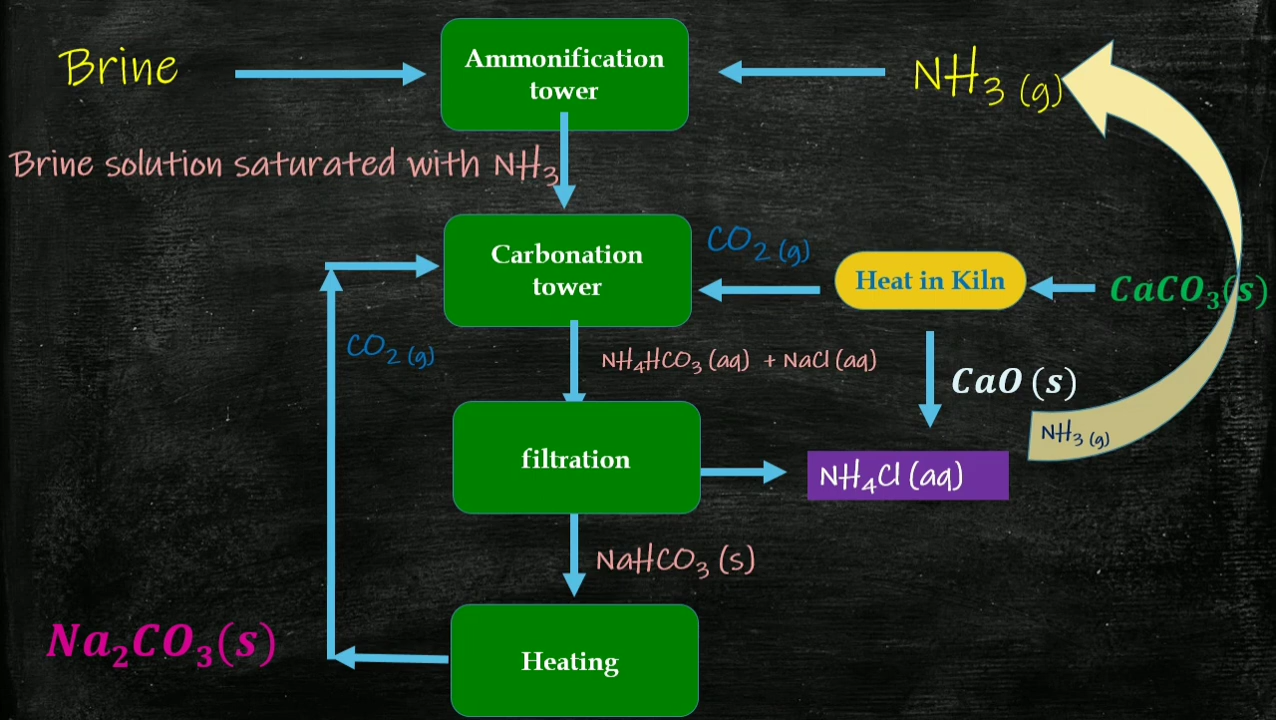 Brine
Ammonification
tower
NH₃ (g)
Brine solution saturated with NH₃
Carbonation
tower
CO₂ (g)
Heat in Kiln
CaCO₃(s)
CO₂ (g)
NH₄HCO₃ (aq) + NaCl (aq)
CaO (s)
NH₃ (g)
filtration
NH₄Cl (aq)
NaHCO₃ (s)
Na₂CO₃(s)
Heating